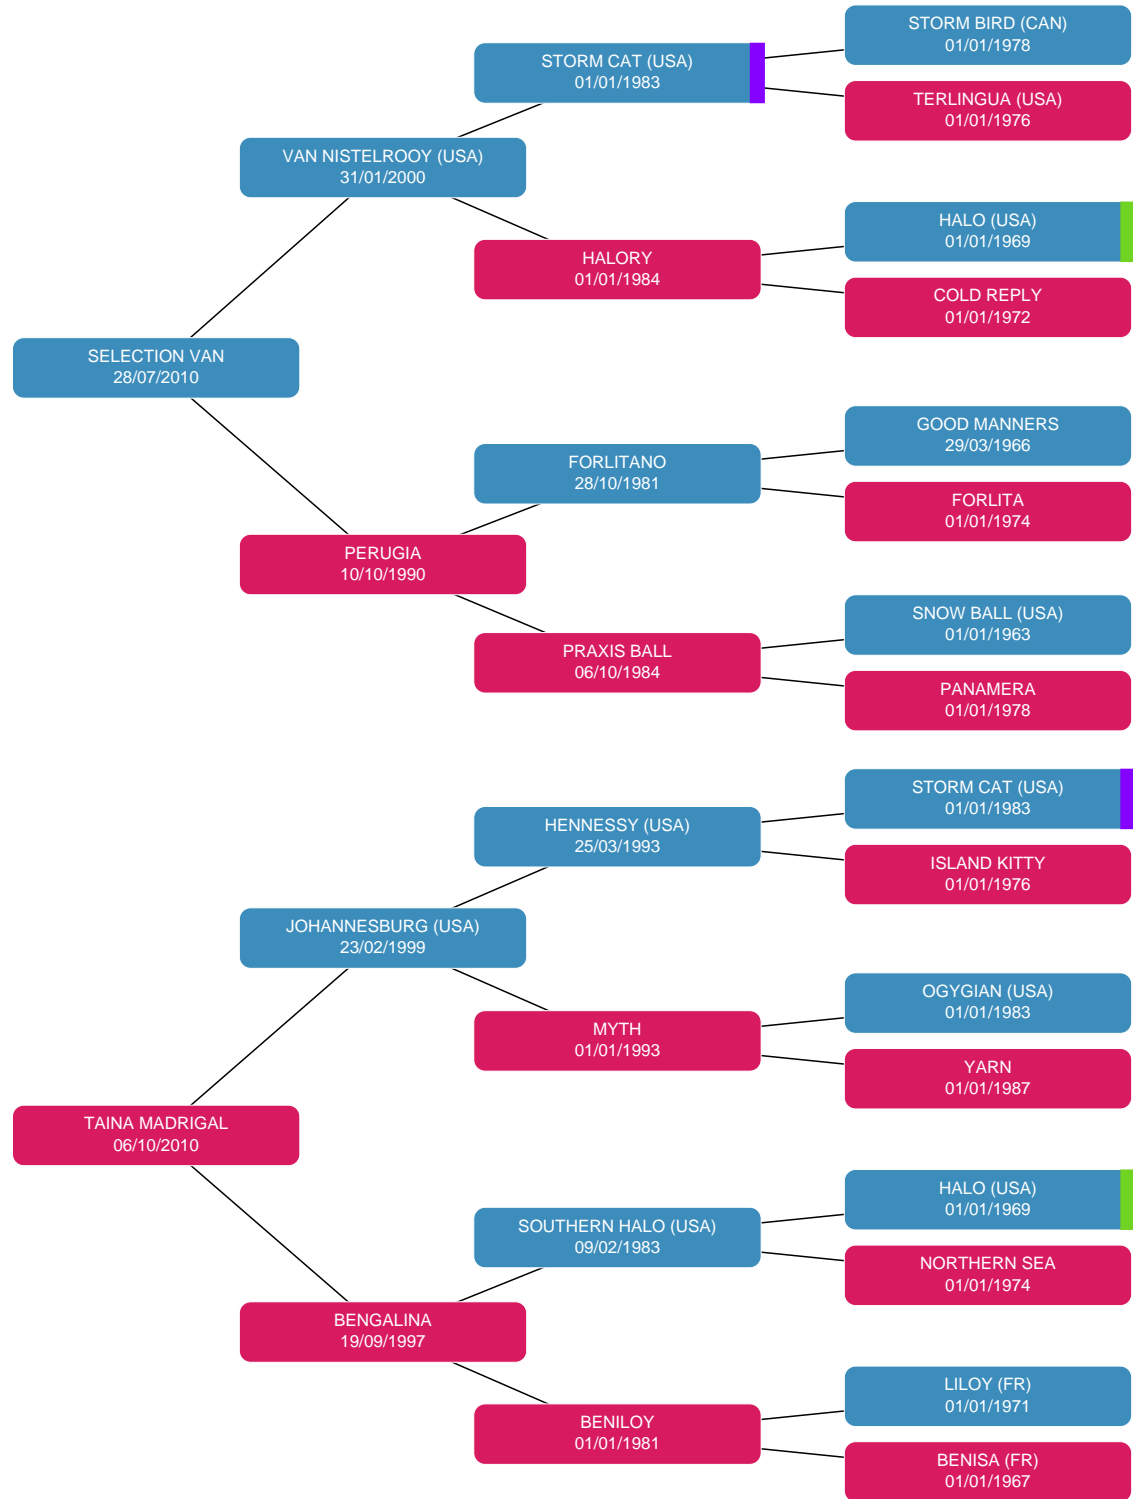 STORM BIRD (CAN)
01/01/1978
STORM CAT (USA)
01/01/1983
TERLINGUA (USA)
01/01/1976
VAN NISTELROOY (USA)
31/01/2000
HALO (USA)
01/01/1969
HALORY
01/01/1984
COLD REPLY
01/01/1972
SELECTION VAN
28/07/2010
GOOD MANNERS
29/03/1966
FORLITANO
28/10/1981
FORLITA
01/01/1974
PERUGIA
10/10/1990
SNOW BALL (USA)
01/01/1963
PRAXIS BALL
06/10/1984
PANAMERA
01/01/1978
STORM CAT (USA)
01/01/1983
HENNESSY (USA)
25/03/1993
ISLAND KITTY
01/01/1976
JOHANNESBURG (USA)
23/02/1999
OGYGIAN (USA)
01/01/1983
MYTH
01/01/1993
YARN
01/01/1987
TAINA MADRIGAL
06/10/2010
HALO (USA)
01/01/1969
SOUTHERN HALO (USA)
09/02/1983
NORTHERN SEA
01/01/1974
BENGALINA
19/09/1997
LILOY (FR)
01/01/1971
BENILOY
01/01/1981
BENISA (FR)
01/01/1967